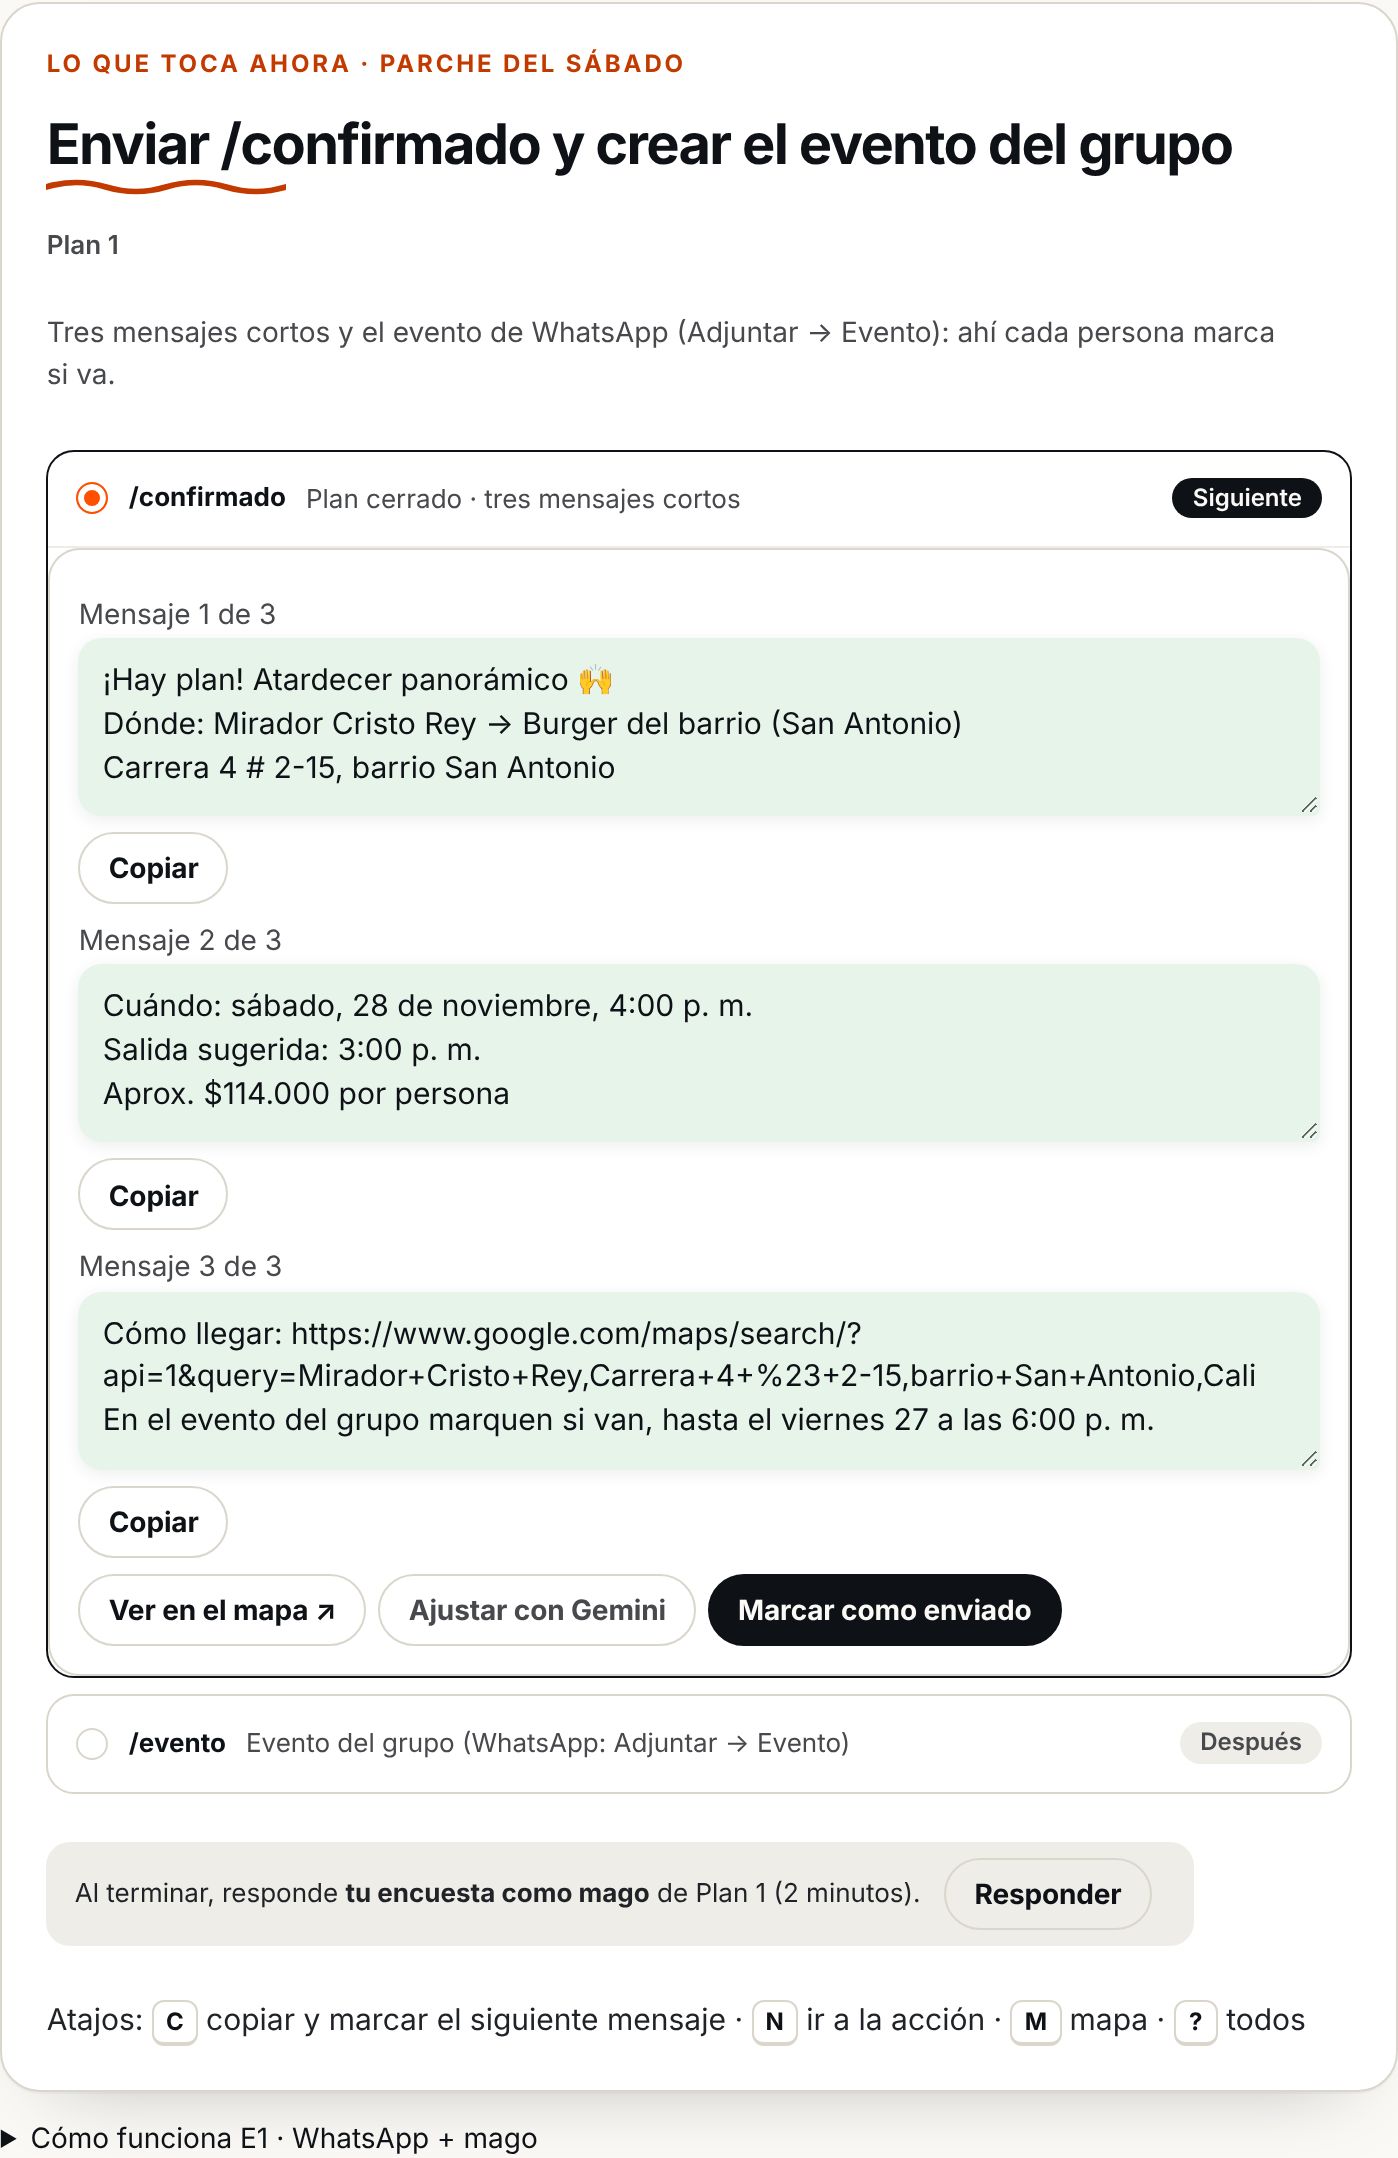 LO QUE TOCA AHORA · PARCHE DEL SÁBADO
Enviar /confirmado y crear el evento del grupo
Plan 1
Tres mensajes cortos y el evento de WhatsApp (Adjuntar → Evento): ahí cada persona marca
si va.
/confirmado Plan cerrado · tres mensajes cortos Siguiente
Mensaje 1 de 3
¡Hay plan! Atardecer panorámico 🙌
Dónde: Mirador Cristo Rey → Burger del barrio (San Antonio)
Carrera 4 # 2-15, barrio San Antonio
Copiar
Mensaje 2 de 3
Cuándo: sábado, 28 de noviembre, 4:00 p. m.
Salida sugerida: 3:00 p. m.
Aprox. $114.000 por persona
Copiar
Mensaje 3 de 3
Cómo llegar: https://www.google.com/maps/search/?
api=1&query=Mirador+Cristo+Rey,Carrera+4+%23+2-15,barrio+San+Antonio,Cali
En el evento del grupo marquen si van, hasta el viernes 27 a las 6:00 p. m.
Copiar
Ver en el mapa ↗ Ajustar con Gemini Marcar como enviado
/evento Evento del grupo (WhatsApp: Adjuntar → Evento) Después
Al terminar, responde tu encuesta como mago de Plan 1 (2 minutos). Responder
Atajos: C copiar y marcar el siguiente mensaje · N ir a la acción · M mapa · ? todos
▶ Cómo funciona E1 · WhatsApp + mago